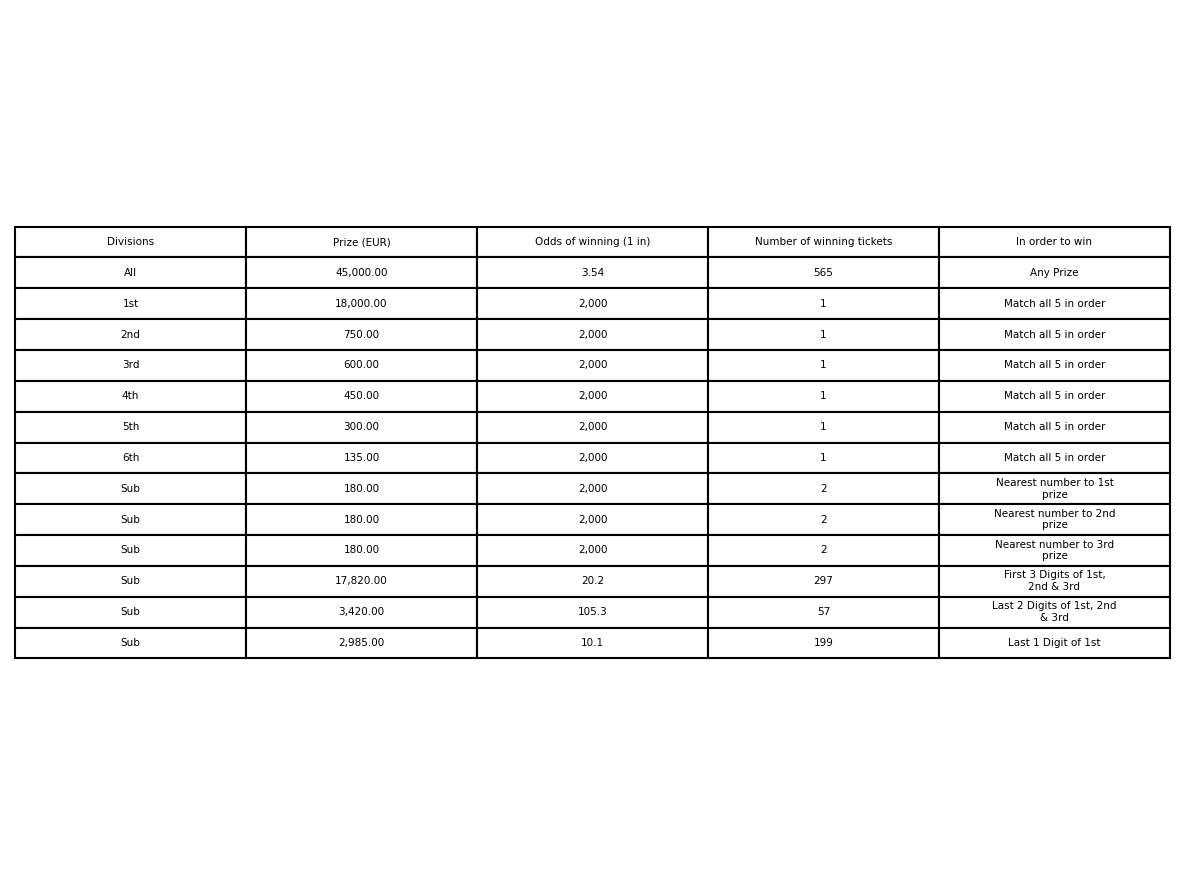 Divisions Prize (EUR) Odds of winning (1 in) Number of winning tickets In order to win
All 45,000.00 3.54 565 Any Prize
1st 18,000.00 2,000 1 Match all 5 in order
2nd 750.00 2,000 1 Match all 5 in order
3rd 600.00 2,000 1 Match all 5 in order
4th 450.00 2,000 1 Match all 5 in order
5th 300.00 2,000 1 Match all 5 in order
6th 135.00 2,000 1 Match all 5 in order
Sub 180.00 2,000 2 Nearest number to 1st
prize
Sub 180.00 2,000 2 Nearest number to 2nd
prize
Sub 180.00 2,000 2 Nearest number to 3rd
prize
Sub 17,820.00 20.2 297 First 3 Digits of 1st,
2nd & 3rd
Sub 3,420.00 105.3 57 Last 2 Digits of 1st, 2nd
& 3rd
Sub 2,985.00 10.1 199 Last 1 Digit of 1st